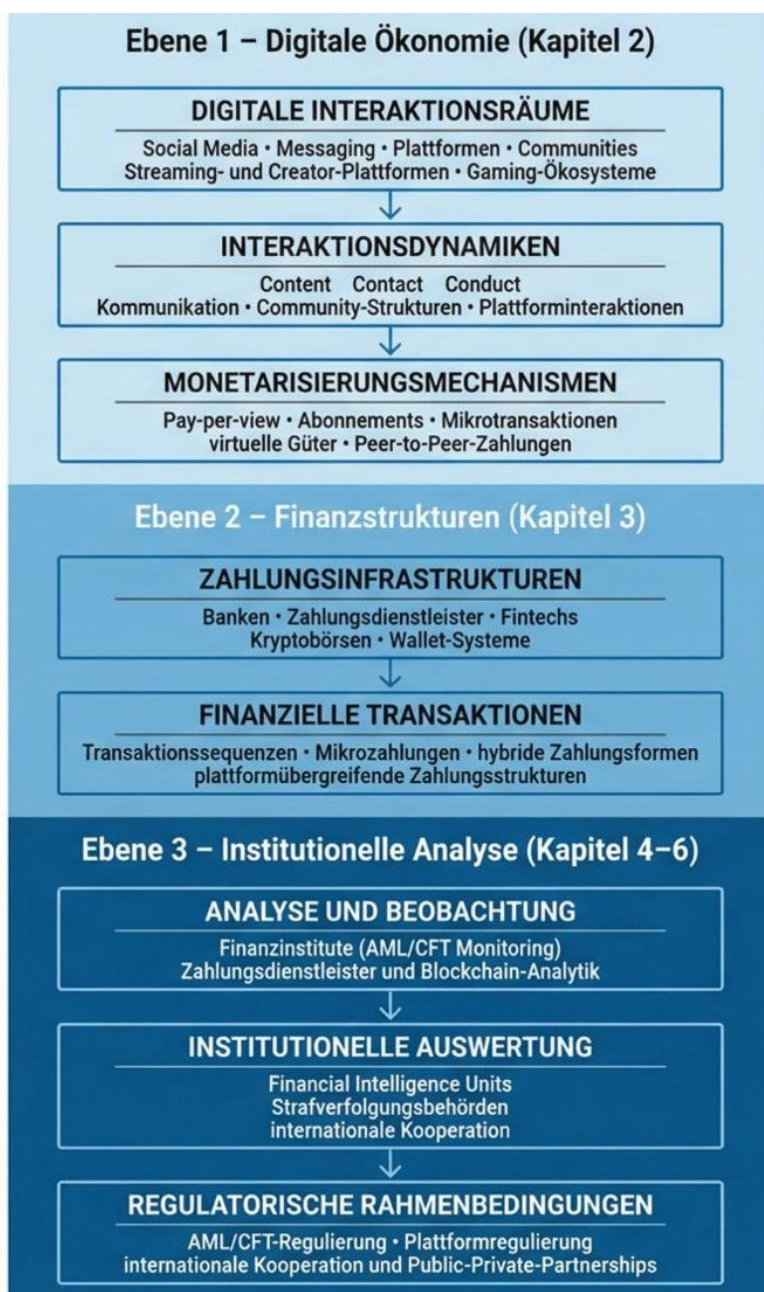 Ebene 1 – Digitale Ökonomie (Kapitel 2)
DIGITALE INTERAKTIONSRÄUME
Social Media • Messaging • Plattformen • Communities
Streaming- und Creator-Plattformen • Gaming-Ökosysteme
INTERAKTIONSDYNAMIKEN
Content Contact Conduct
Kommunikation • Community-Strukturen • Plattforminteraktionen
MONETARISIERUNGSMECHANISMEN
Pay-per-view • Abonnements • Mikrotransaktionen
virtuelle Güter • Peer-to-Peer-Zahlungen
Ebene 2 – Finanzstrukturen (Kapitel 3)
ZAHLUNGSINFRASTRUKTUREN
Banken • Zahlungsdienstleister • Fintechs
Kryptobörsen • Wallet-Systeme
FINANZIELLE TRANSAKTIONEN
Transaktionssequenzen • Mikrozahlungen • hybride Zahlungsformen
plattformübergreifende Zahlungsstrukturen
Ebene 3 – Institutionelle Analyse (Kapitel 4–6)
ANALYSE UND BEOBACHTUNG
Finanzinstitute (AML/CFT Monitoring)
Zahlungsdienstleister und Blockchain-Analytik
INSTITUTIONELLE AUSWERTUNG
Financial Intelligence Units
Strafverfolgungsbehörden
internationale Kooperation
REGULATORISCHE RAHMENBEDINGUNGEN
AML/CFT-Regulierung • Plattformregulierung
internationale Kooperation und Public-Private-Partnerships